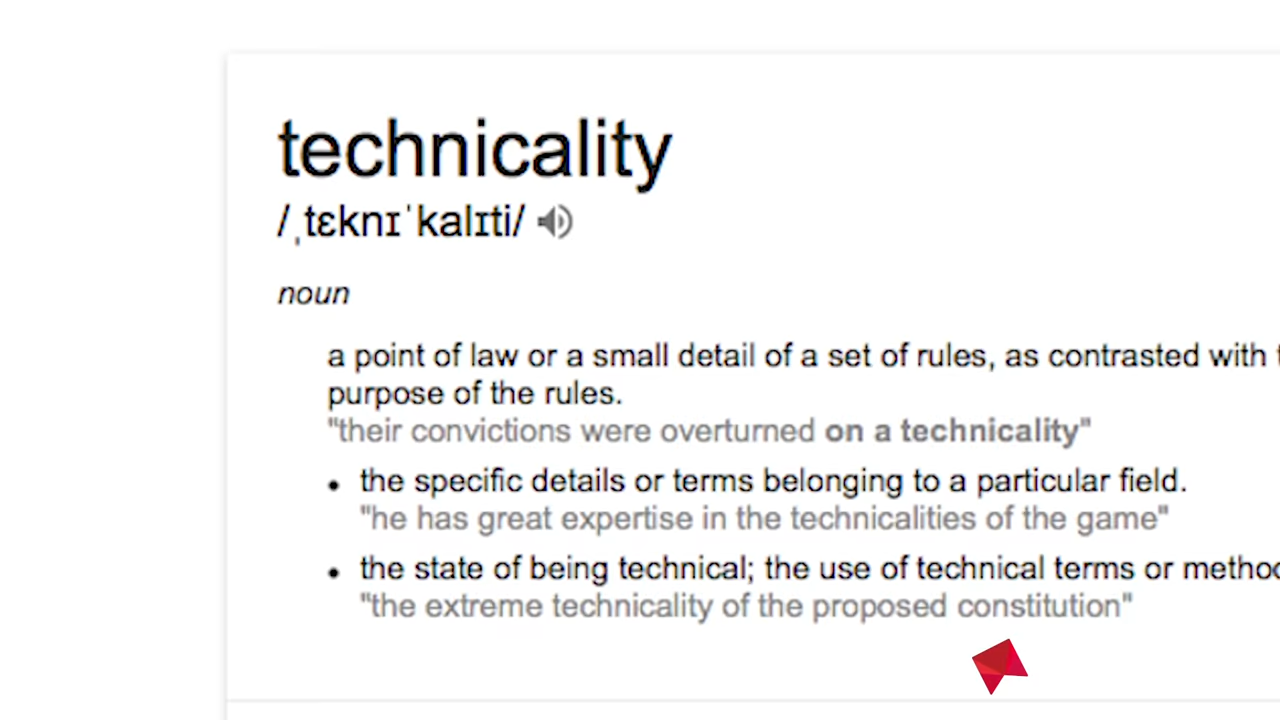 technicality
/ˌtɛknɪˈkalɪti/
noun
a point of law or a small detail of a set of rules, as contrasted with
purpose of the rules.
"their convictions were overturned on a technicality"
• the specific details or terms belonging to a particular field.
"he has great expertise in the technicalities of the game"
• the state of being technical; the use of technical terms or
"the extreme technicality of the proposed constitution"